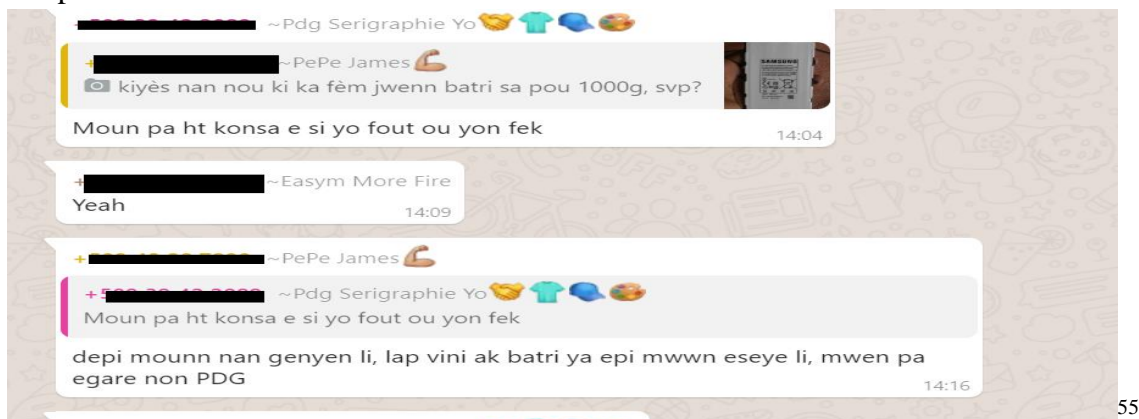 ~Pdg Serigraphie Yo🤝👕🧢🎨
+ ~PePe James💪🏼
kiyès nan nou ki ka fèm jwenn batri sa pou 1000g, svp?
SAMSUNG
Moun pa ht konsa e si yo fout ou yon fek
14:04
+ ~Easym More Fire
Yeah
14:09
+ ~PePe James💪🏼
+ ~Pdg Serigraphie Yo🤝👕🧢🎨
Moun pa ht konsa e si yo fout ou yon fek
depi mounn nan genyen li, lap vini ak batri ya epi mwwn eseye li, mwen pa
egare non PDG
14:16
55